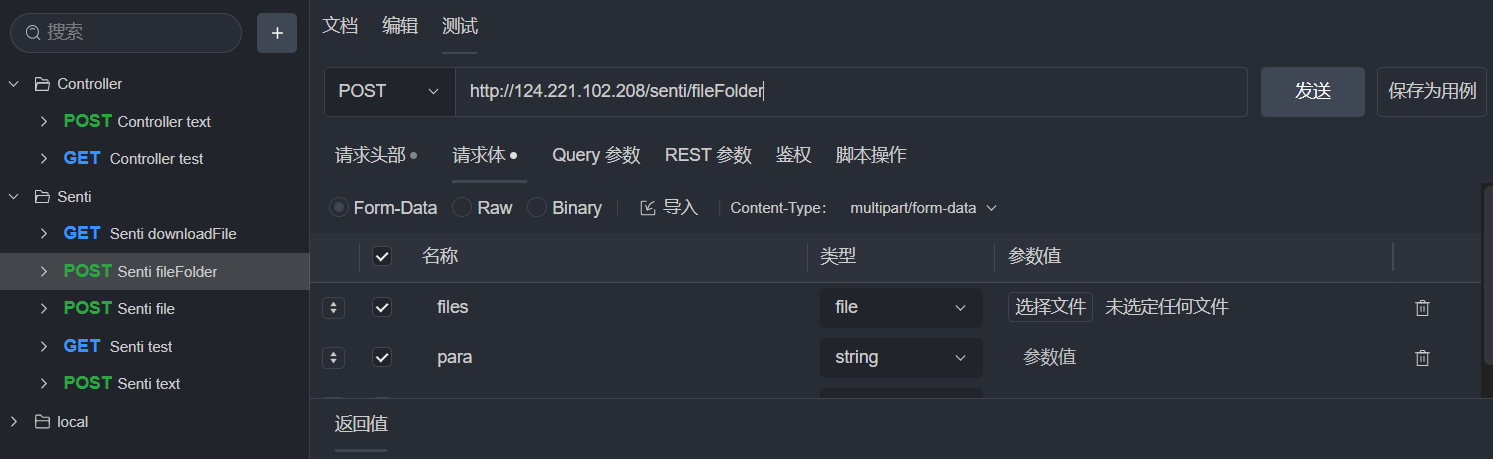 搜索
+
Controller
POST Controller text
GET Controller test
Senti
GET Senti downloadFile
POST Senti fileFolder
POST Senti file
GET Senti test
POST Senti text
local
文档 编辑 测试
POST http://124.221.102.208/senti/fileFolder 发送 保存为用例
请求头部 请求体 Query 参数 REST 参数 鉴权 脚本操作
Form-Data Raw Binary 导入 Content-Type: multipart/form-data
名称 类型 参数值
files file 选择文件 未选定任何文件
para string 参数值
返回值